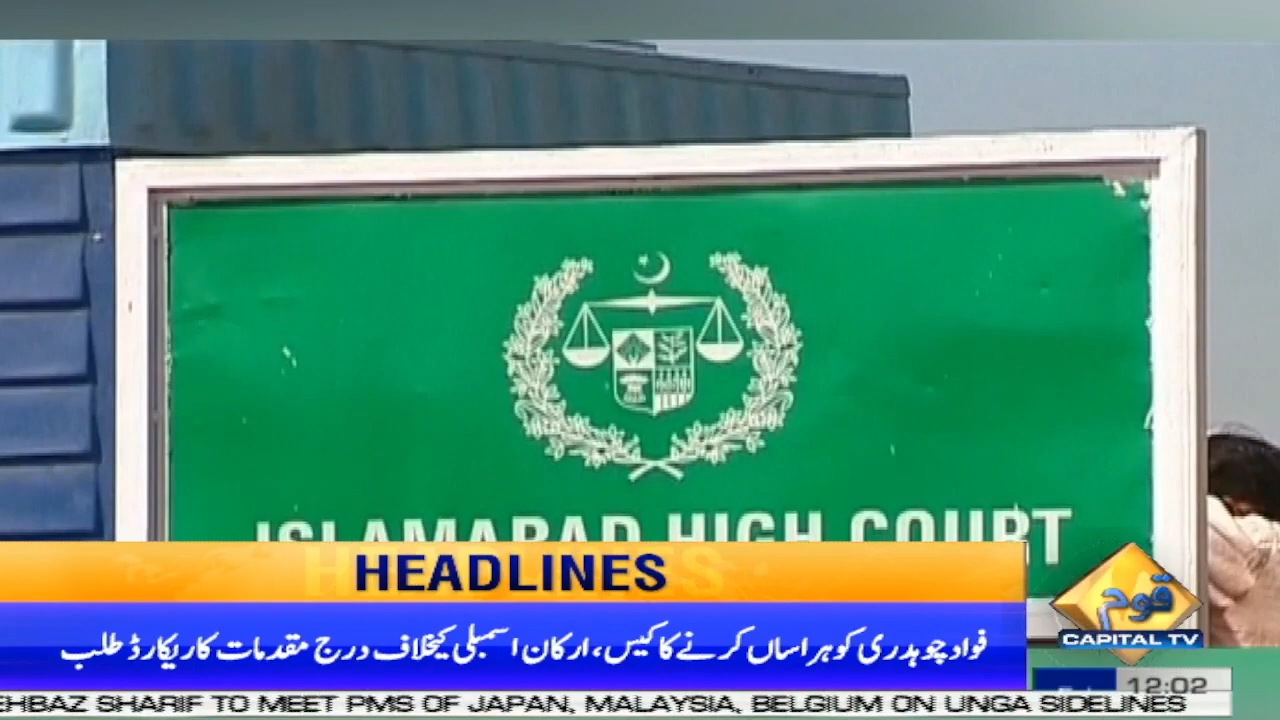 ISLAMABAD HIGH COURT
HEADLINES
فواد چوہدری کو ہراساں کرنے کا کیس، ارکان اسمبلی کیخلاف درج مقدمات کا ریکارڈ طلب
قوم
CAPITAL TV
12:02
SHARIF TO MEET PMS OF JAPAN, MALAYSIA, BELGIUM ON UNGA SIDELINES